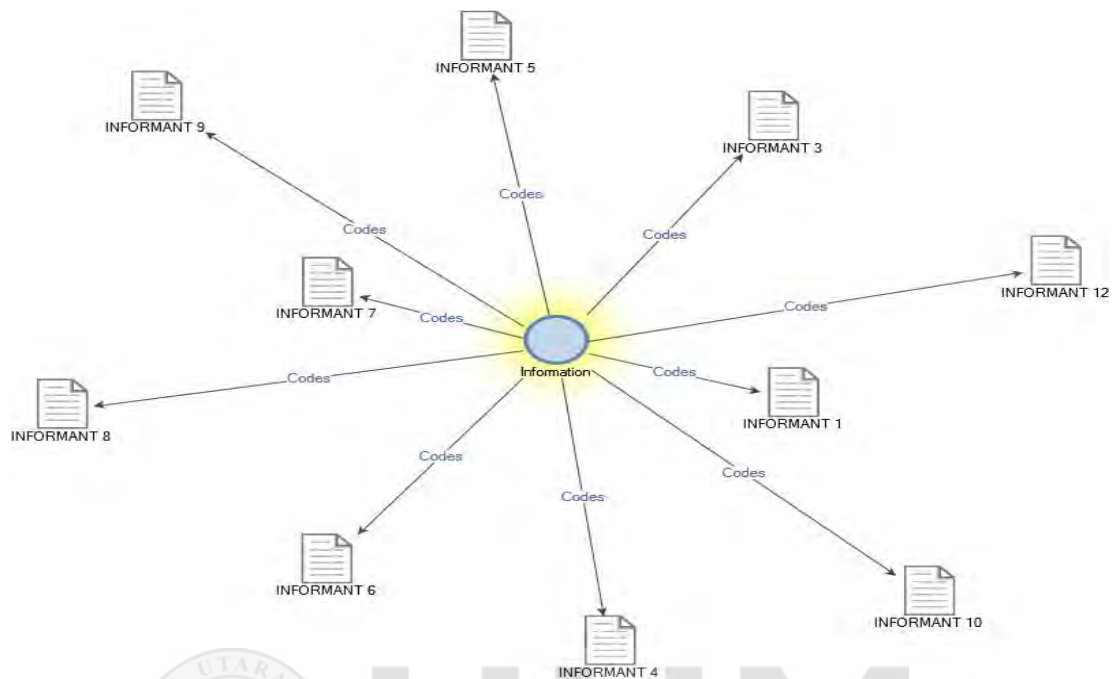 INFORMANT 5
INFORMANT 9
INFORMANT 3
Codes
Codes
Codes
INFORMANT 12
INFORMANT 7
Codes
Codes
Information
Codes
Codes
INFORMANT 8
INFORMANT 1
Codes
Codes
Codes
INFORMANT 6
INFORMANT 10
INFORMANT 4
UTARA